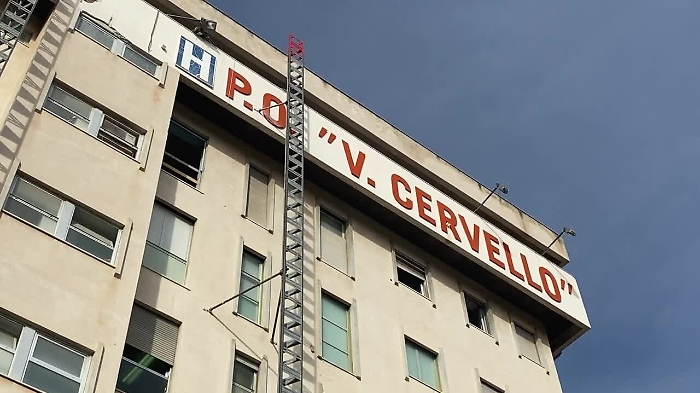 H P.O. "V. CERVELLO"